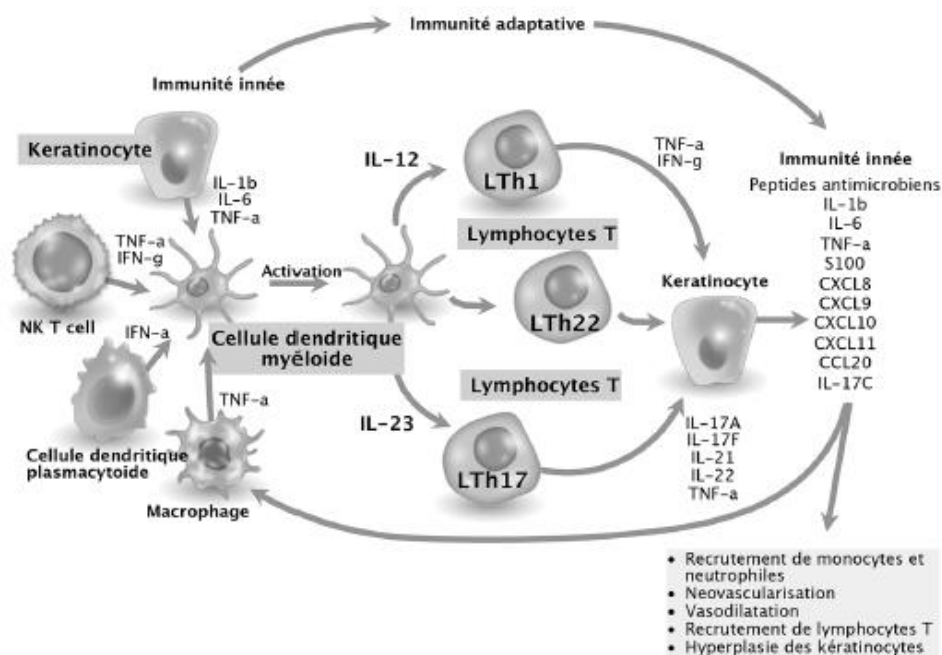 Immunité adaptative
Immunité innée
Keratinocyte
IL-1b
IL-6
TNF-a
NK T cell
TNF-a
IFN-g
IFN-a
Cellule dendritique
plasmacytoide
TNF-a
Macrophage
Activation
Cellule dendritique
myëloide
IL-12
LTh1
Lymphocytes T
LTh22
Lymphocytes T
IL-23
LTh17
TNF-a
IFN-g
Keratinocyte
IL-17A
IL-17F
IL-21
IL-22
TNF-a
Immunité innée
Peptides antimicrobiens
IL-1b
IL-6
TNF-a
S100
CXCL8
CXCL9
CXCL10
CXCL11
CCL20
IL-17C
• Recrutement de monocytes et
neutrophiles
• Neovascularisation
• Vasodilatation
• Recrutement de lymphocytes T
• Hyperplasie des kératinocytes